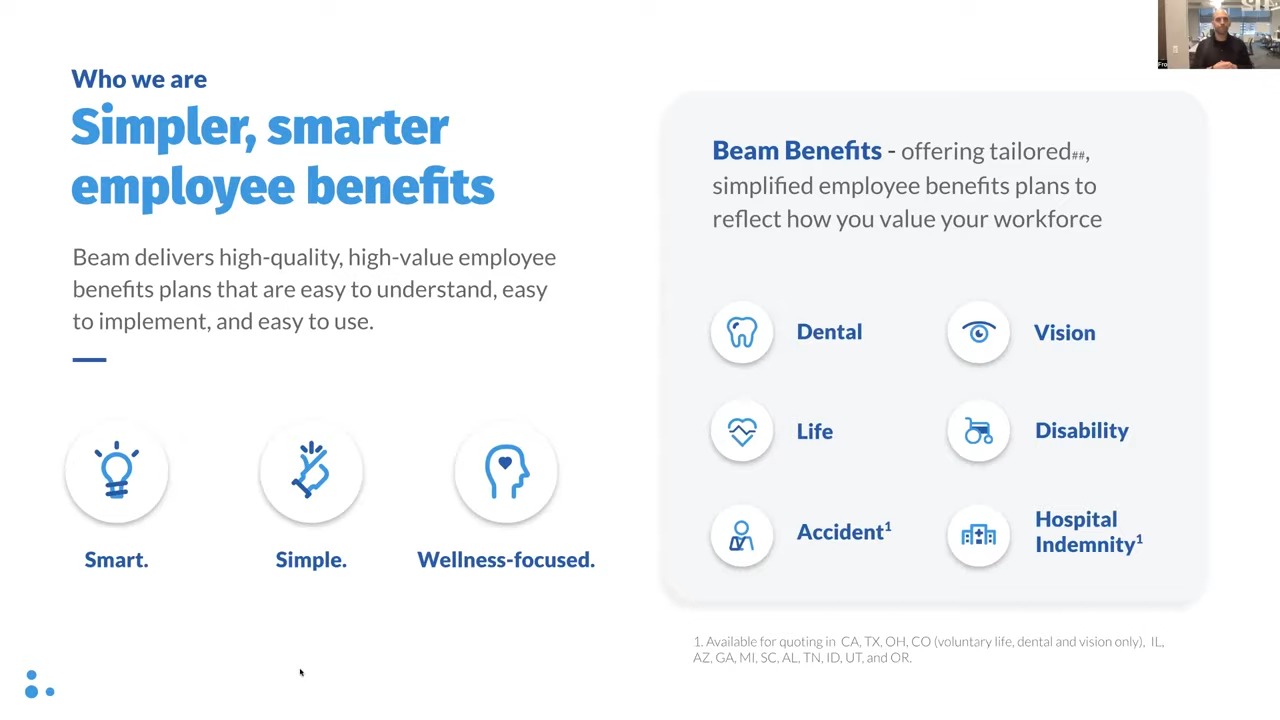 Who we are
Simpler, smarter
employee benefits
Beam delivers high-quality, high-value employee
benefits plans that are easy to understand, easy
to implement, and easy to use.
Smart.
Simple.
Wellness-focused.
Beam Benefits - offering tailored##,
simplified employee benefits plans to
reflect how you value your workforce
Dental
Vision
Life
Disability
Accident¹
Hospital
Indemnity¹
1. Available for quoting in CA, TX, OH, CO (voluntary life, dental and vision only), IL,
AZ, GA, MI, SC, AL, TN, ID, UT, and OR.